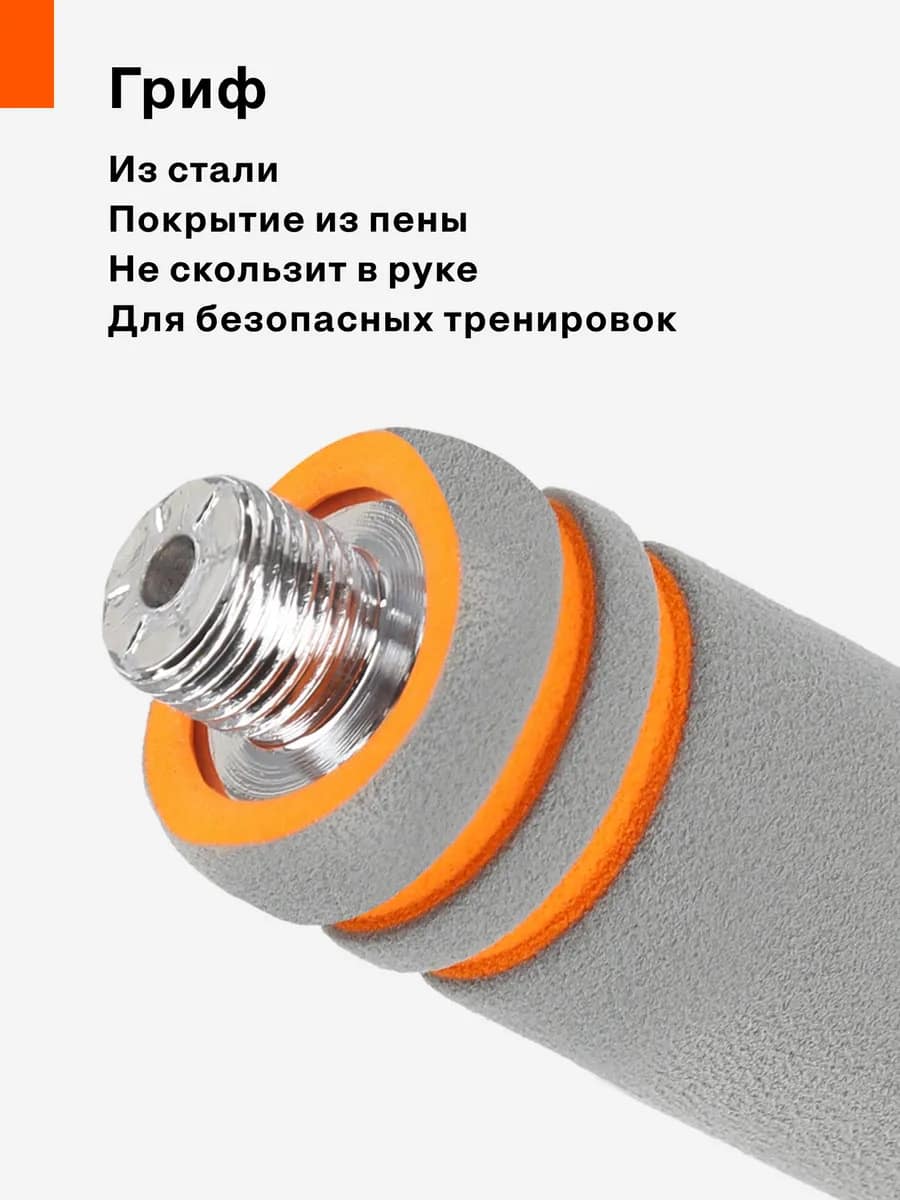 Гриф
Из стали
Покрытие из пены
Не скользит в руке
Для безопасных тренировок